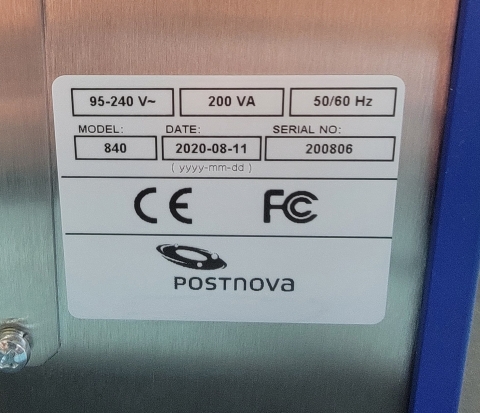 95-240 V~ 200 VA 50/60 Hz
MODEL: DATE: SERIAL NO:
840 2020-08-11 200806
( yyyy-mm-dd )
CE FCC
POSTNOVA